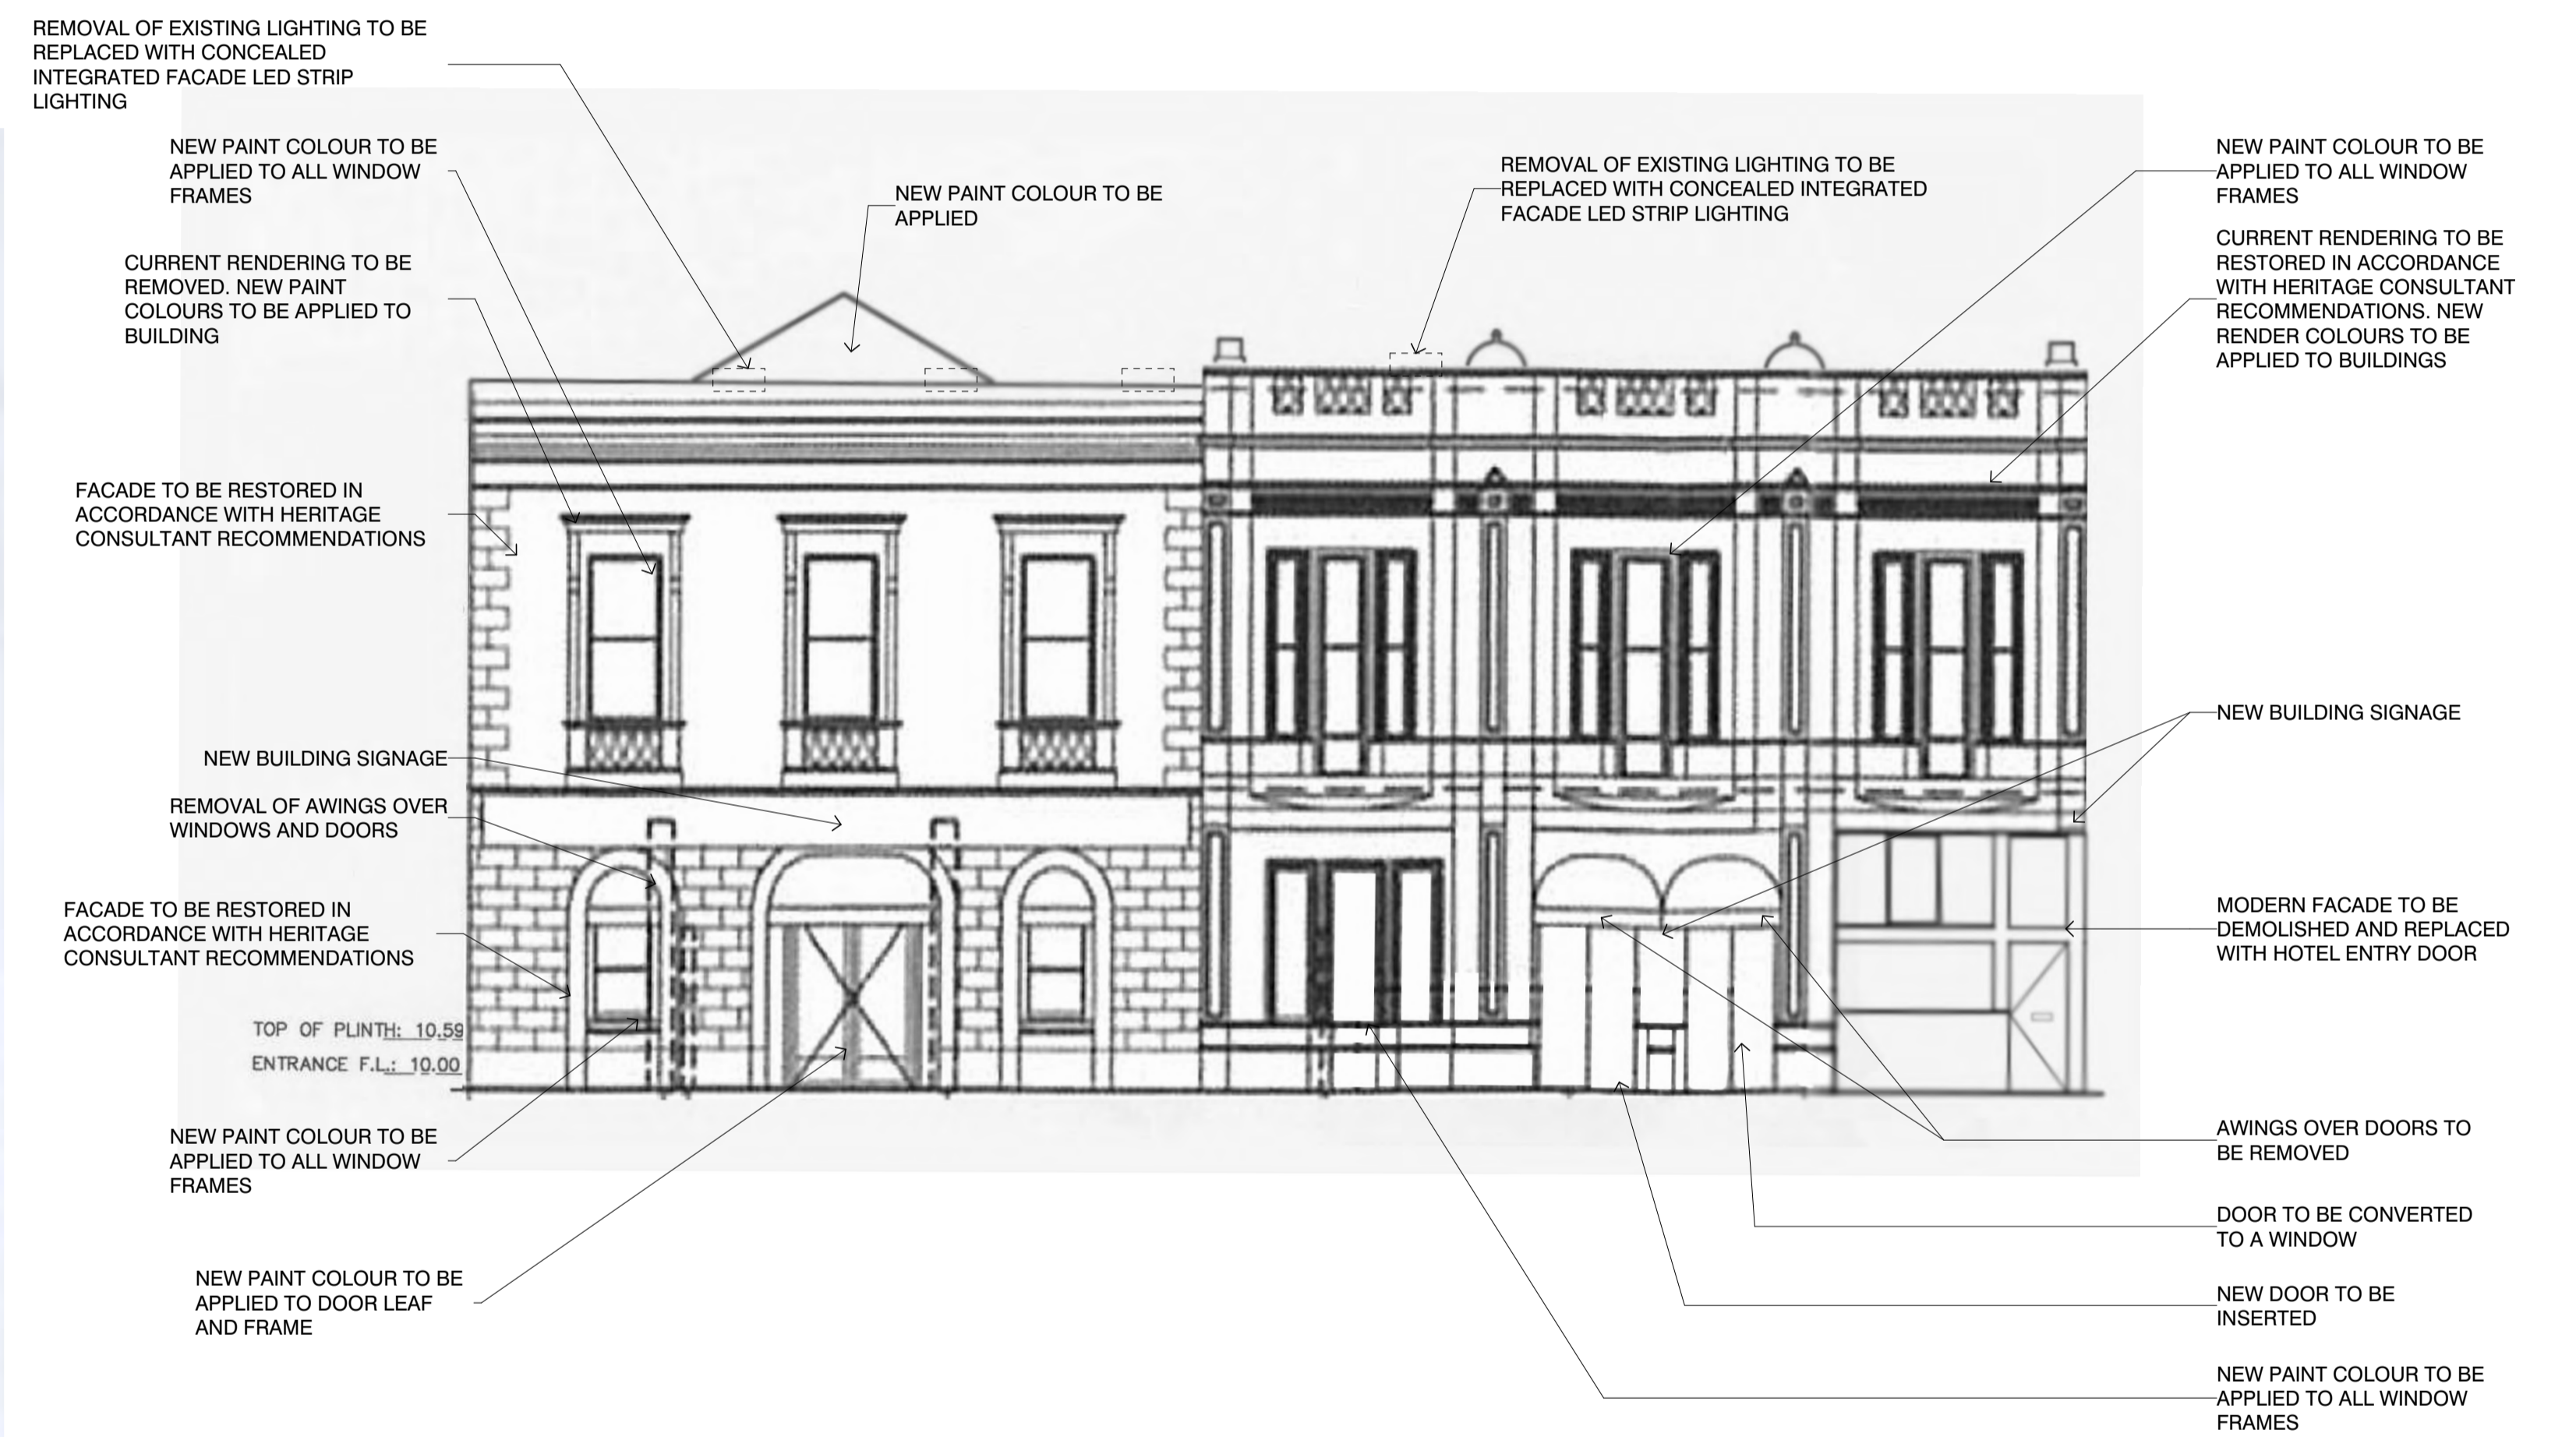 REMOVAL OF EXISTING LIGHTING TO BE
REPLACED WITH CONCEALED
INTEGRATED FACADE LED STRIP
LIGHTING
NEW PAINT COLOUR TO BE
APPLIED TO ALL WINDOW
FRAMES
CURRENT RENDERING TO BE
REMOVED. NEW PAINT
COLOURS TO BE APPLIED TO
BUILDING
FACADE TO BE RESTORED IN
ACCORDANCE WITH HERITAGE
CONSULTANT RECOMMENDATIONS
NEW BUILDING SIGNAGE
REMOVAL OF AWINGS OVER
WINDOWS AND DOORS
FACADE TO BE RESTORED IN
ACCORDANCE WITH HERITAGE
CONSULTANT RECOMMENDATIONS
TOP OF PLINTH: 10.59
ENTRANCE F.L.: 10.00
NEW PAINT COLOUR TO BE
APPLIED TO ALL WINDOW
FRAMES
NEW PAINT COLOUR TO BE
APPLIED TO DOOR LEAF
AND FRAME
NEW PAINT COLOUR TO BE
APPLIED
REMOVAL OF EXISTING LIGHTING TO BE
REPLACED WITH CONCEALED INTEGRATED
FACADE LED STRIP LIGHTING
NEW PAINT COLOUR TO BE
APPLIED TO ALL WINDOW
FRAMES
CURRENT RENDERING TO BE
RESTORED IN ACCORDANCE
WITH HERITAGE CONSULTANT
RECOMMENDATIONS. NEW
RENDER COLOURS TO BE
APPLIED TO BUILDINGS
NEW BUILDING SIGNAGE
MODERN FACADE TO BE
DEMOLISHED AND REPLACED
WITH HOTEL ENTRY DOOR
AWINGS OVER DOORS TO
BE REMOVED
DOOR TO BE CONVERTED
TO A WINDOW
NEW DOOR TO BE
INSERTED
NEW PAINT COLOUR TO BE
APPLIED TO ALL WINDOW
FRAMES